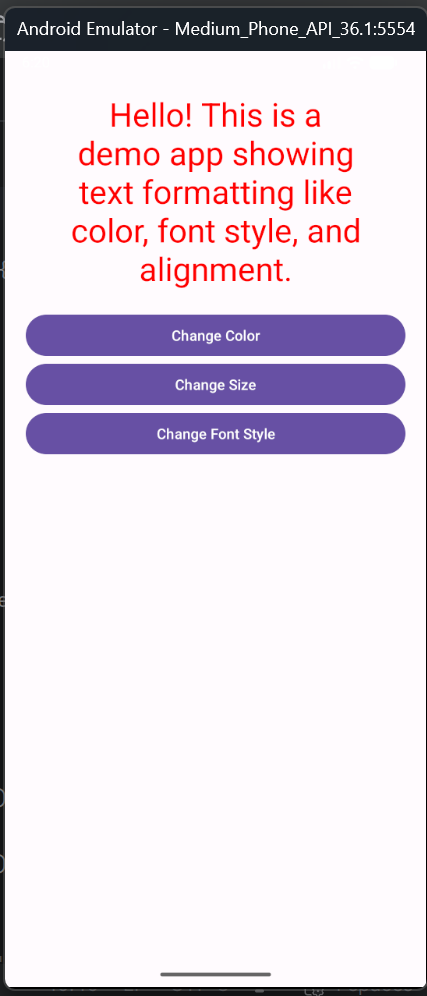 Android Emulator - Medium_Phone_API_36.1:5554
Hello! This is a
demo app showing
text formatting like
color, font style, and
alignment.
Change Color
Change Size
Change Font Style